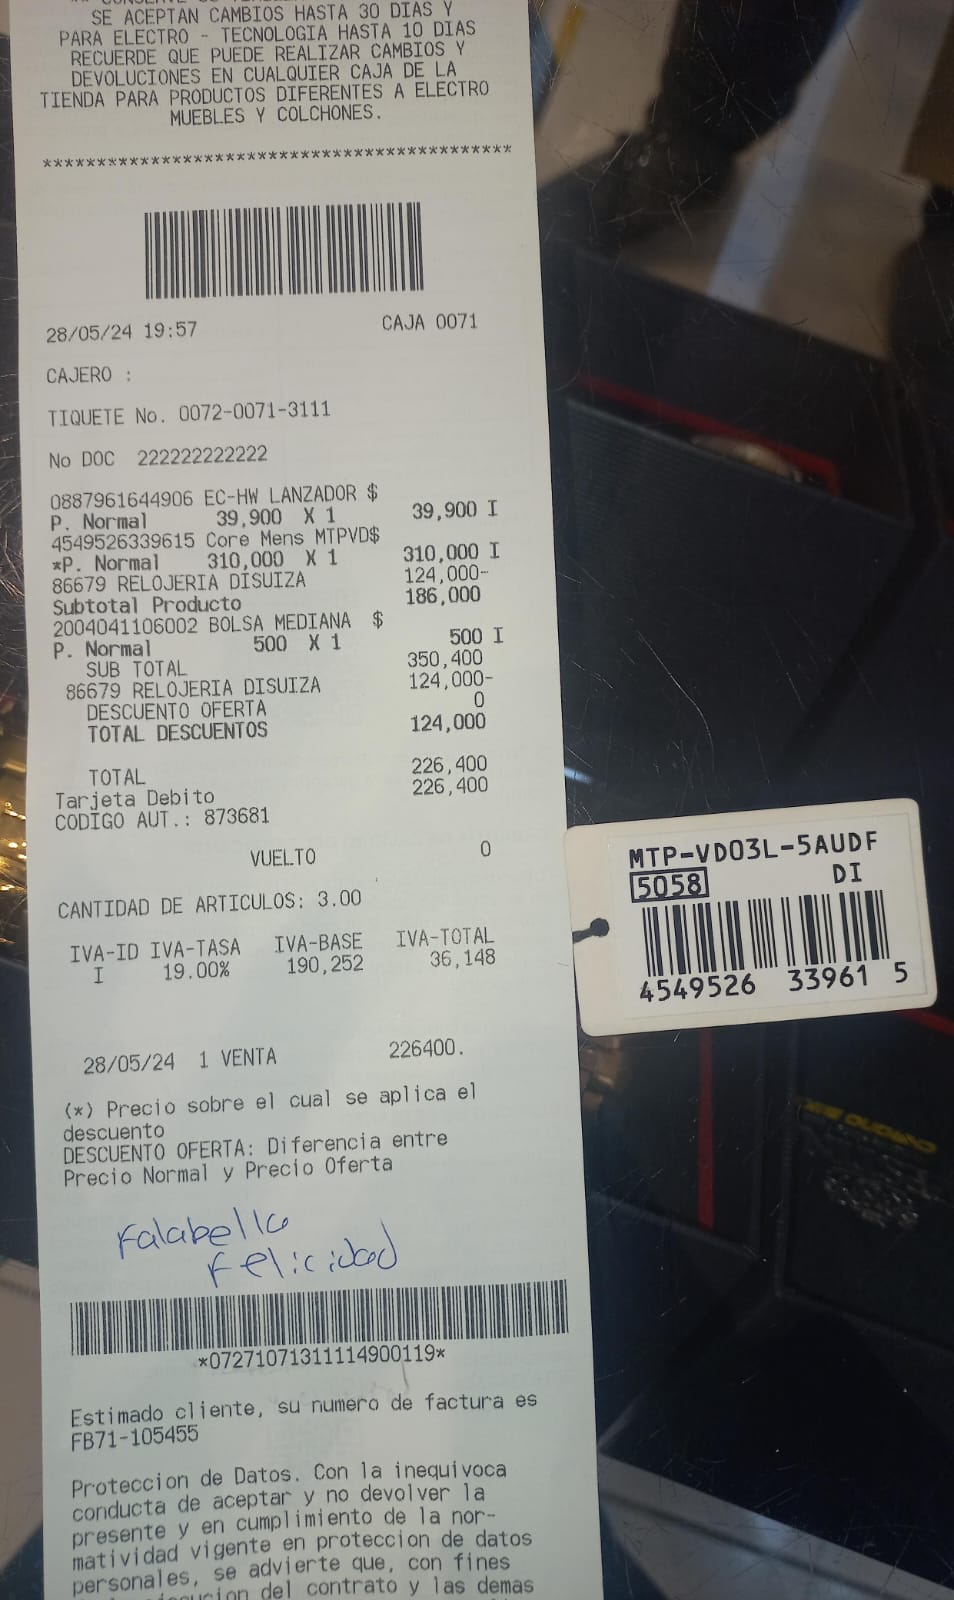 SE ACEPTAN CAMBIOS HASTA 30 DIAS Y
PARA ELECTRO - TECNOLOGIA HASTA 10 DIAS
RECUERDE QUE PUEDE REALIZAR CAMBIOS Y
DEVOLUCIONES EN CUALQUIER CAJA DE LA
TIENDA PARA PRODUCTOS DIFERENTES A ELECTRO
MUEBLES Y COLCHONES.
*******************************************
28/05/24 19:57 CAJA 0071
CAJERO :
TIQUETE No. 0072-0071-3111
No DOC 222222222222
0887961644906 EC-HW LANZADOR $
P. Normal 39,900 X 1 39,900 I
4549526339615 Core Mens MTPVD$
*P. Normal 310,000 X 1 310,000 I
86679 RELOJERIA DISUIZA 124,000-
Subtotal Producto 186,000
2004041106002 BOLSA MEDIANA $
P. Normal 500 X 1 500 I
SUB TOTAL 350,400
86679 RELOJERIA DISUIZA 124,000-
DESCUENTO OFERTA 0
TOTAL DESCUENTOS 124,000
TOTAL 226,400
Tarjeta Debito 226,400
CODIGO AUT.: 873681
VUELTO 0
CANTIDAD DE ARTICULOS: 3.00
IVA-ID IVA-TASA IVA-BASE IVA-TOTAL
I 19.00% 190,252 36,148
28/05/24 1 VENTA 226400.
(*) Precio sobre el cual se aplica el
descuento
DESCUENTO OFERTA: Diferencia entre
Precio Normal y Precio Oferta
Falabella
Felicidad
*07271071311114900119*
Estimado cliente, su numero de factura es
FB71-105455
Proteccion de Datos. Con la inequivoca
conducta de aceptar y no devolver la
presente y en cumplimiento de la nor-
matividad vigente en proteccion de datos
personales, se advierte que, con fines
del contrato y las demas
MTP-VD03L-5AUDF
5058 DI
4549526 33961 5